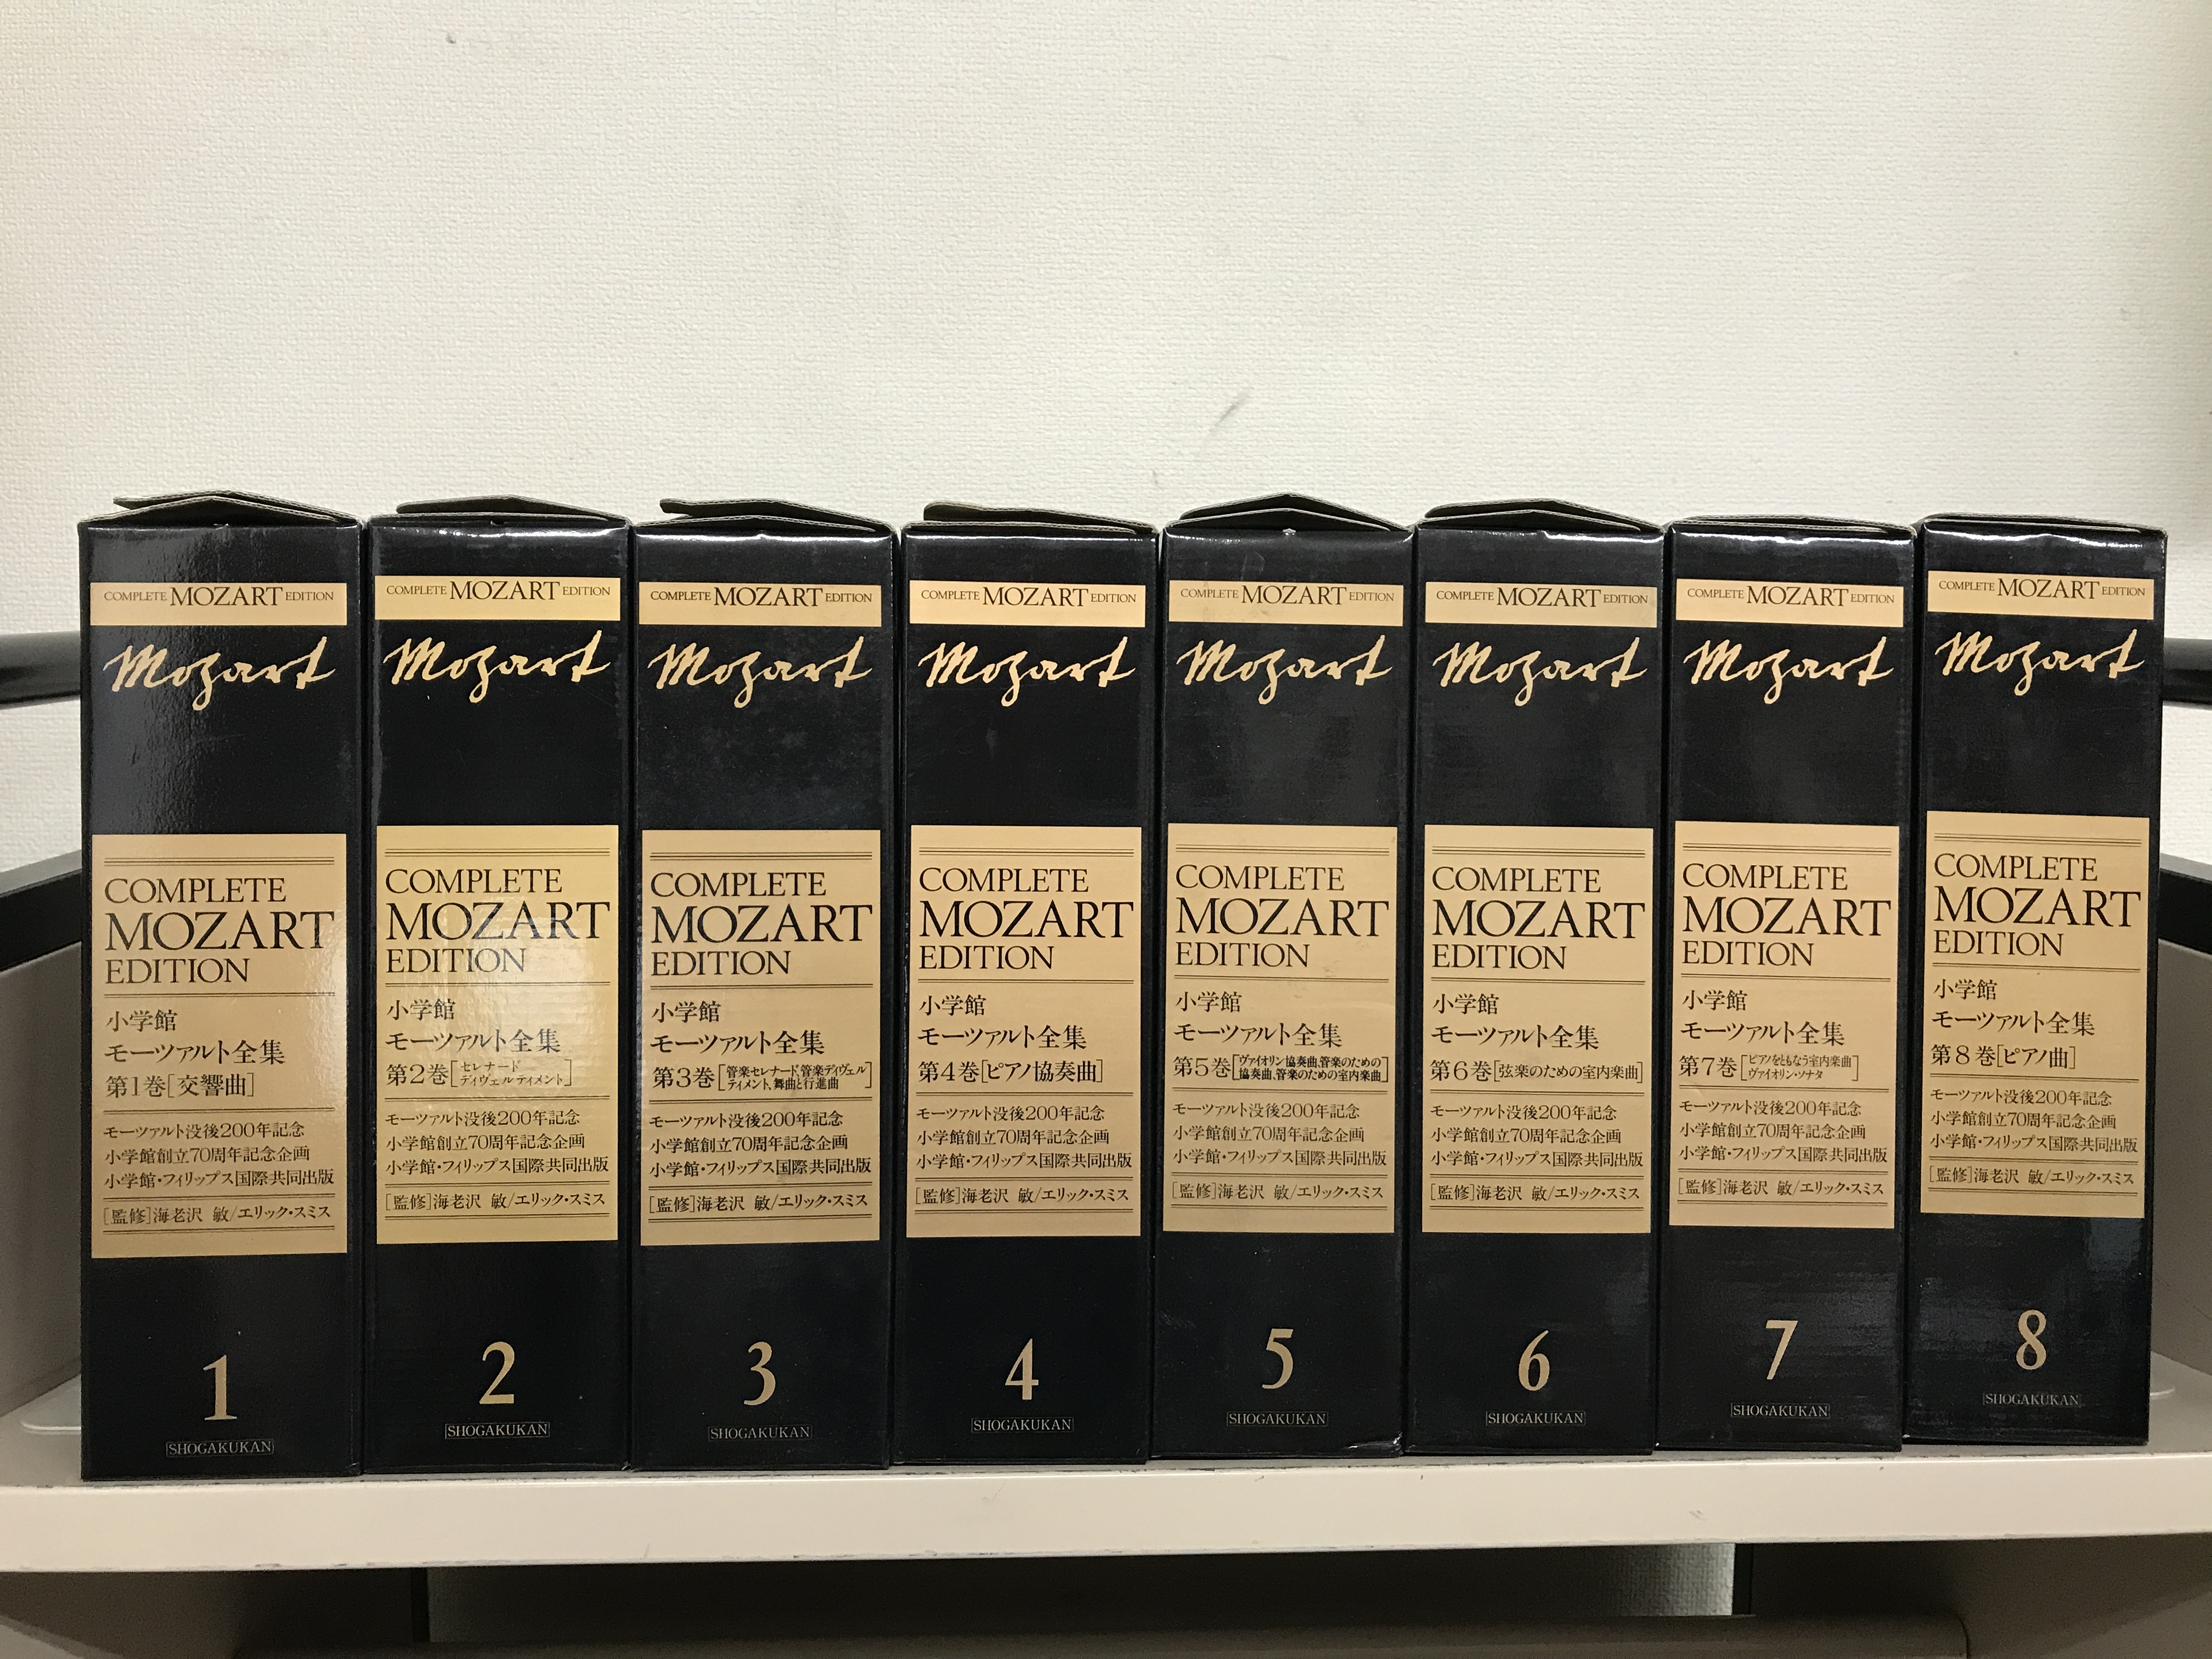 COMPLETE MOZART EDITION
Mozart
COMPLETE
MOZART
EDITION
小学館
モーツァルト全集
第1巻[交響曲]
モーツァルト没後200年記念
小学館創立70周年記念企画
小学館・フィリップス国際共同出版
[監修]海老沢 敏/エリック・スミス
1
SHOGAKUKAN
COMPLETE MOZART EDITION
Mozart
COMPLETE
MOZART
EDITION
小学館
モーツァルト全集
第2巻[セレナード
ディヴェルティメント]
モーツァルト没後200年記念
小学館創立70周年記念企画
小学館・フィリップス国際共同出版
[監修]海老沢 敏/エリック・スミス
2
SHOGAKUKAN
COMPLETE MOZART EDITION
Mozart
COMPLETE
MOZART
EDITION
小学館
モーツァルト全集
第3巻[管楽セレナード、管楽ディヴェル
ティメント、舞曲と行進曲]
モーツァルト没後200年記念
小学館創立70周年記念企画
小学館・フィリップス国際共同出版
[監修]海老沢 敏/エリック・スミス
3
SHOGAKUKAN
COMPLETE MOZART EDITION
Mozart
COMPLETE
MOZART
EDITION
小学館
モーツァルト全集
第4巻[ピアノ協奏曲]
モーツァルト没後200年記念
小学館創立70周年記念企画
小学館・フィリップス国際共同出版
[監修]海老沢 敏/エリック・スミス
4
SHOGAKUKAN
COMPLETE MOZART EDITION
Mozart
COMPLETE
MOZART
EDITION
小学館
モーツァルト全集
第5巻[ヴァイオリン協奏曲、管楽のための
協奏曲、管楽のための室内楽曲]
モーツァルト没後200年記念
小学館創立70周年記念企画
小学館・フィリップス国際共同出版
[監修]海老沢 敏/エリック・スミス
5
SHOGAKUKAN
COMPLETE MOZART EDITION
Mozart
COMPLETE
MOZART
EDITION
小学館
モーツァルト全集
第6巻[弦楽のための室内楽曲]
モーツァルト没後200年記念
小学館創立70周年記念企画
小学館・フィリップス国際共同出版
[監修]海老沢 敏/エリック・スミス
6
SHOGAKUKAN
COMPLETE MOZART EDITION
Mozart
COMPLETE
MOZART
EDITION
小学館
モーツァルト全集
第7巻[ピアノをともなう室内楽曲
ヴァイオリン・ソナタ]
モーツァルト没後200年記念
小学館創立70周年記念企画
小学館・フィリップス国際共同出版
[監修]海老沢 敏/エリック・スミス
7
SHOGAKUKAN
COMPLETE MOZART EDITION
Mozart
COMPLETE
MOZART
EDITION
小学館
モーツァルト全集
第8巻[ピアノ曲]
モーツァルト没後200年記念
小学館創立70周年記念企画
小学館・フィリップス国際共同出版
[監修]海老沢 敏/エリック・スミス
8
SHOGAKUKAN